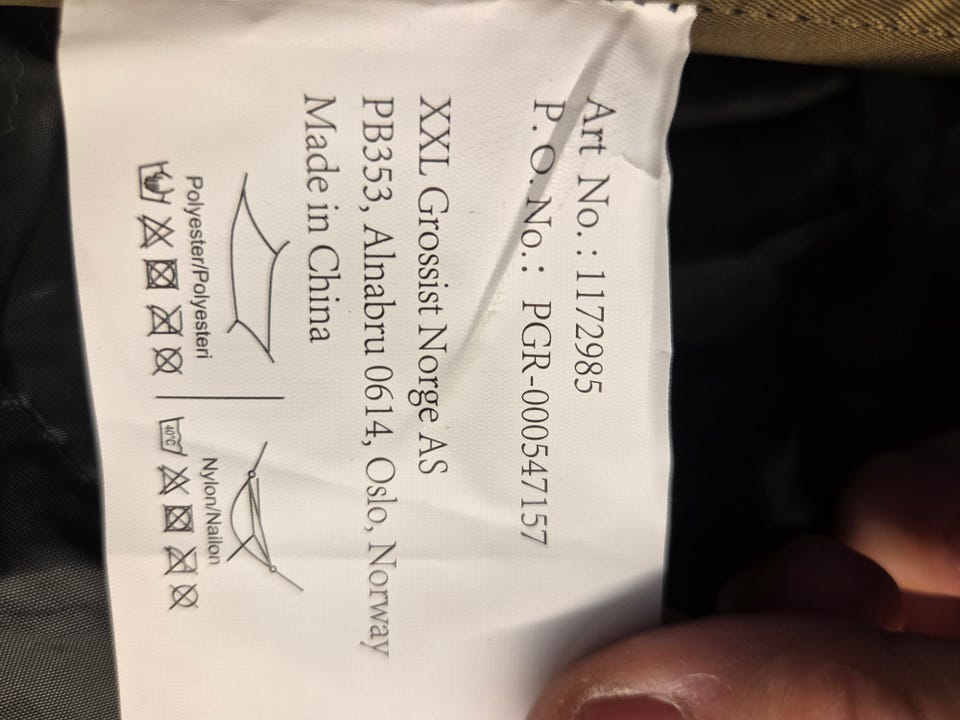 Art No.: 1172985
P.O.No.: PGR-000547157
XXL Grossist Norge AS
PB353, Alnabru 0614, Oslo, Norway
Made in China
Polyester/Polyesteri
Nylon/Nailon
40°C